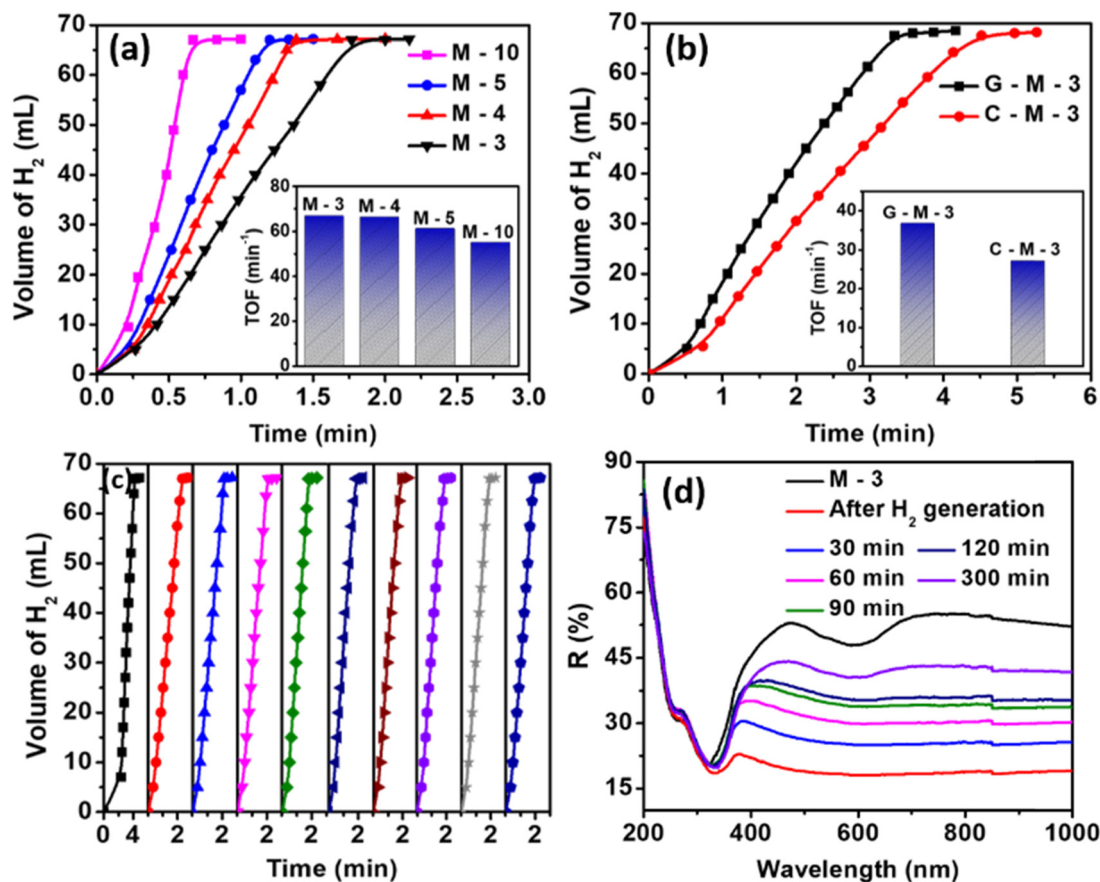 (a)
Volume of H2 (mL)
70
60
50
40
30
20
10
0
M - 10
M - 5
M - 4
M - 3
TOF (min-1)
80
60
40
20
0
M - 3
M - 4
M - 5
M - 10
0.0 0.5 1.0 1.5 2.0 2.5 3.0
Time (min)
(b)
Volume of H2 (mL)
70
60
50
40
30
20
10
0
G - M - 3
C - M - 3
TOF (min-1)
40
30
20
10
0
G - M - 3
C - M - 3
0 1 2 3 4 5 6
Time (min)
(c)
Volume of H2 (mL)
70
60
50
40
30
20
10
0
0 4 2 2 2 2 2 2 2 2 2
Time (min)
(d)
R (%)
90
75
60
45
30
15
M - 3
After H2 generation
30 min 120 min
60 min 300 min
90 min
200 400 600 800 1000
Wavelength (nm)